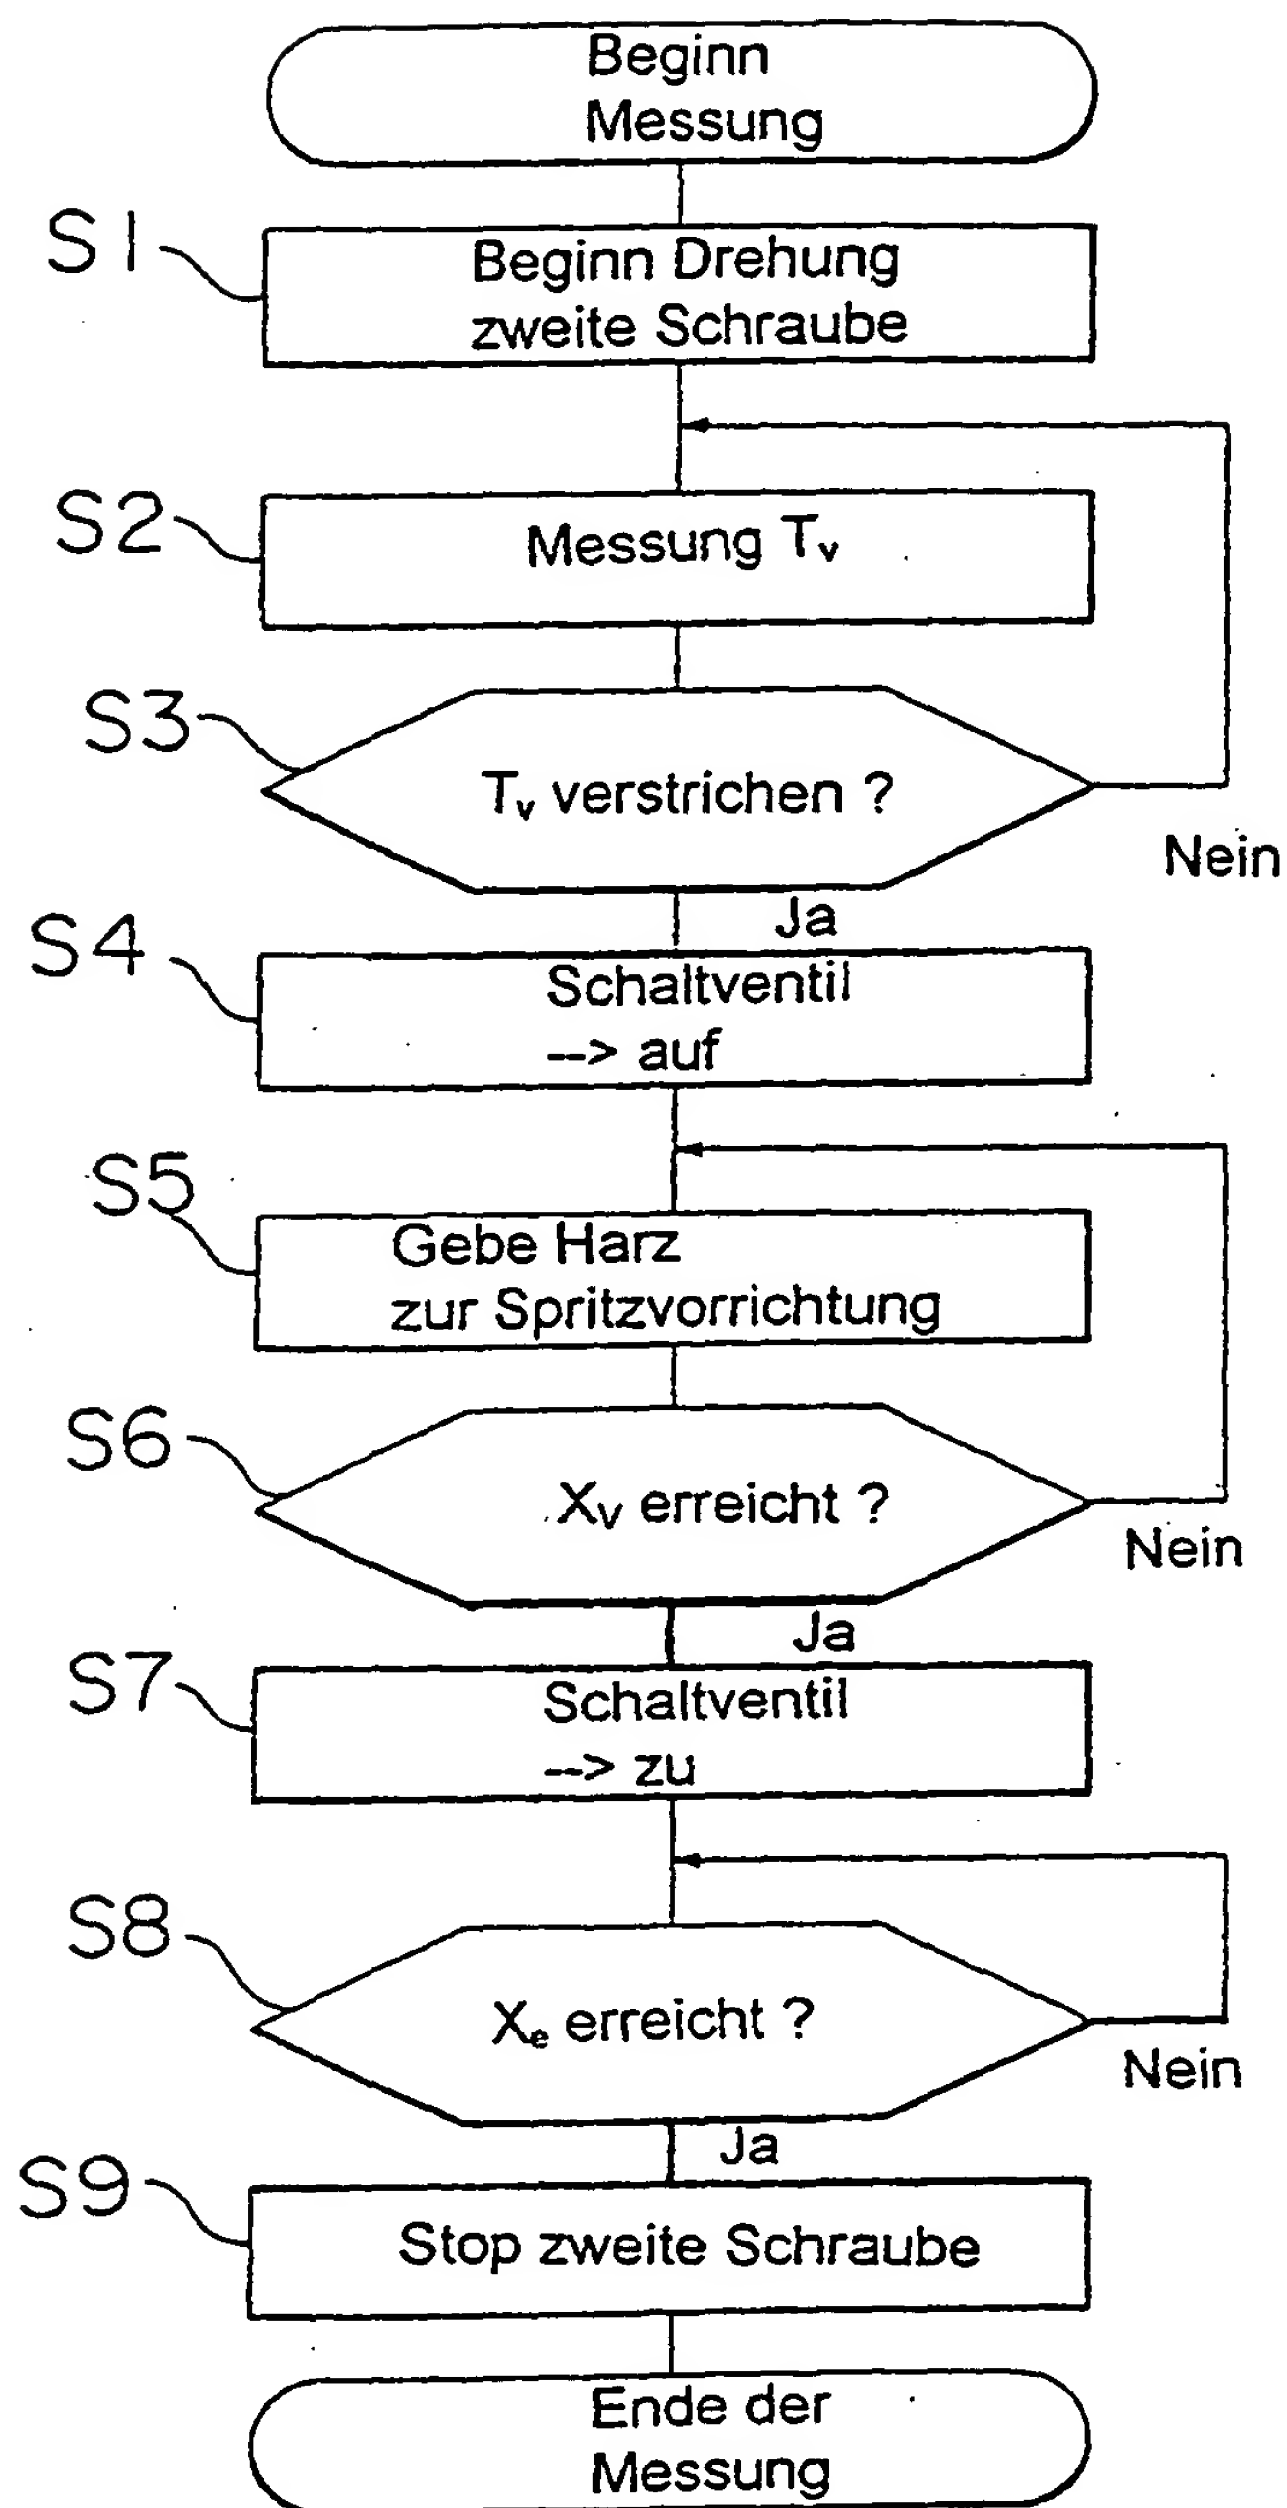 Beginn
Messung
S1
Beginn Drehung
zweite Schraube
S2
Messung Tv
S3
Tv verstrichen ?
Nein
Ja
S4
Schaltventil
--> auf
S5
Gebe Harz
zur Spritzvorrichtung
S6
Xv erreicht ?
Nein
Ja
S7
Schaltventil
--> zu
S8
Xe erreicht ?
Nein
Ja
S9
Stop zweite Schraube
Ende der
Messung